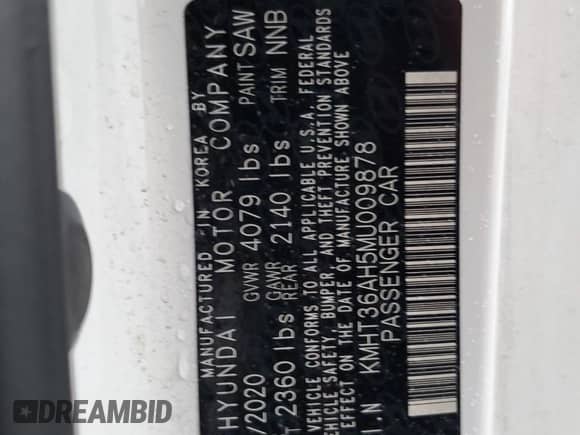 MANUFACTURED IN KOREA BY
HYUNDAI MOTOR COMPANY
/2020 GVWR 4079 lbs PAINT SAW
T 2360 lbs GAWR REAR 2140 lbs TRIM NNB
VEHICLE CONFORMS TO ALL APPLICABLE U.S.A. FEDERAL
VEHICLE SAFETY, BUMPER, AND THEFT PREVENTION STANDARDS
EFFECT ON THE DATE OF MANUFACTURE SHOWN ABOVE
I.N KMHT36AH5MU009878
PASSENGER CAR
DREAMBID